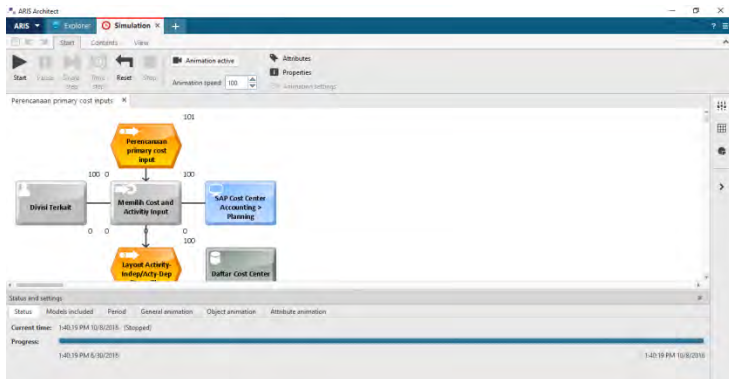 ARIS Architect
ARIS Explorer Simulation × +
Start Contents View
Start Reset
Animation active
Animation speed 100
Attributes
Properties
Animation settings
Perencanaan primary cost inputs ×
101
Perencanaan
primary cost
input
100 0 100
Divisi Terkait
Memilih Cost and
Activitiy Input
SAP Cost Center
Accounting >
Planning
0 0 0 0
100
Layout Activity-
Indep/Acty-Dep
Daftar Cost Center
Status and settings
Status Models included Period General animation Object animation Attribute animation
Current time: 1:40:19 PM 10/8/2018 (Stopped)
Progress:
1:40:19 PM 6/30/2018 1:40:19 PM 10/8/2018